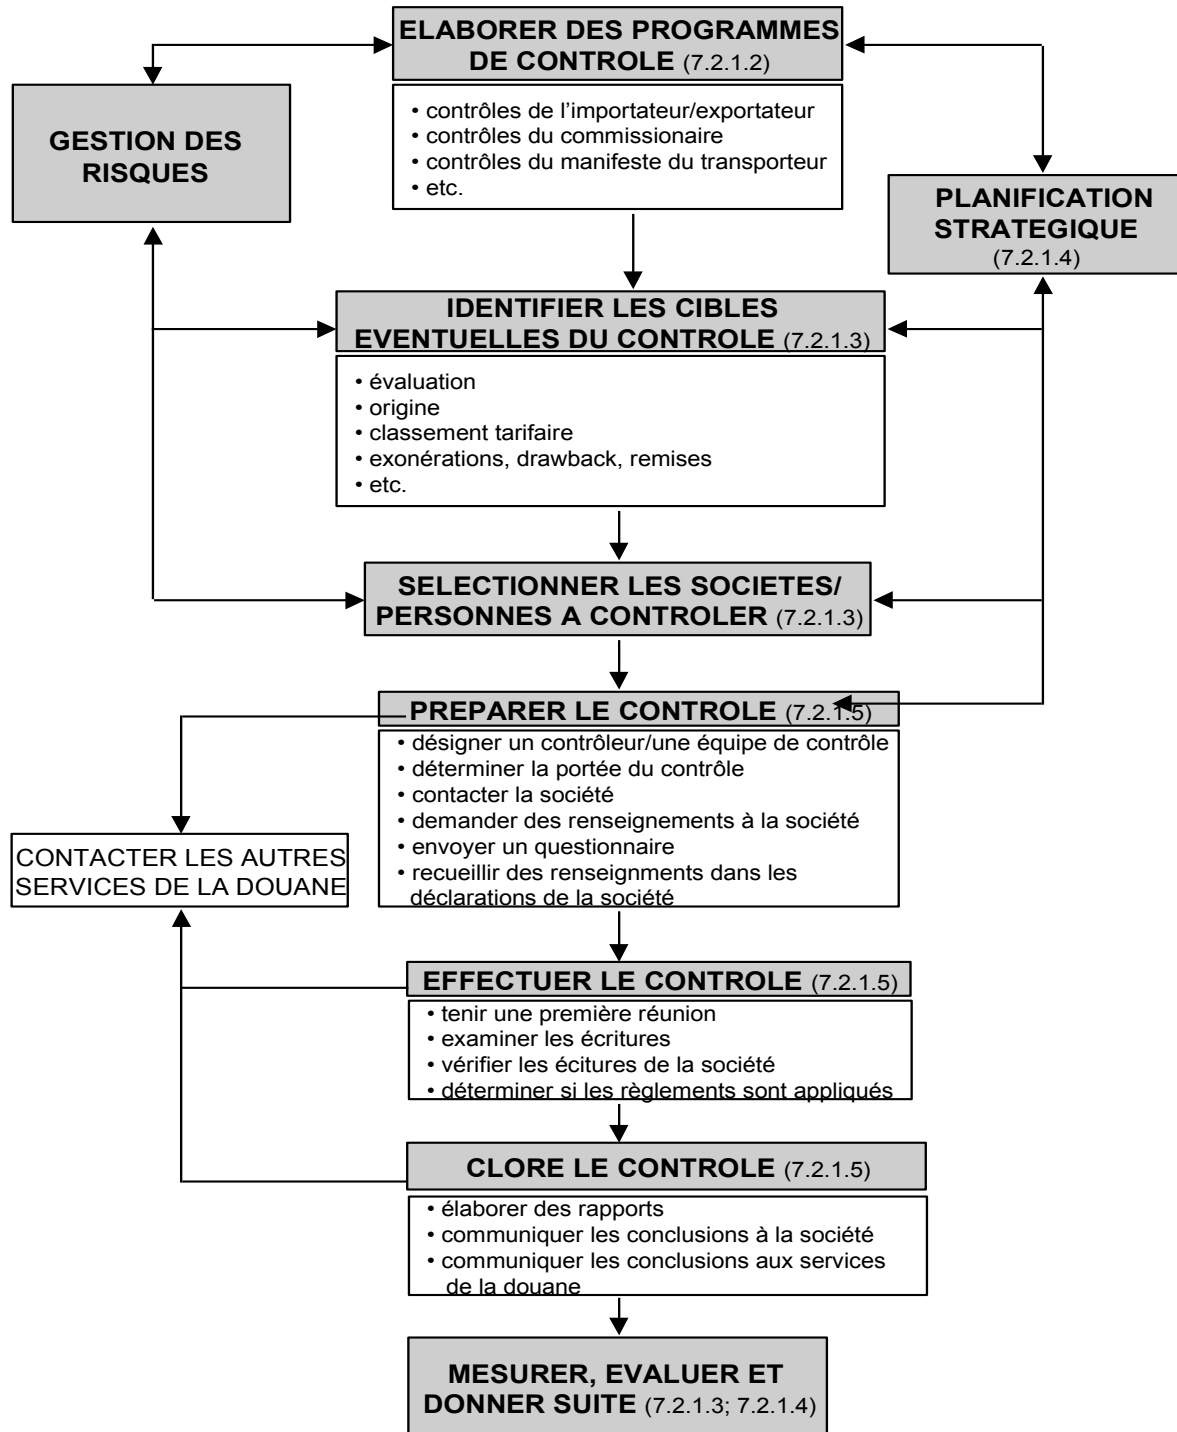 ELABORER DES PROGRAMMES
DE CONTROLE (7.2.1.2)
• contrôles de l'importateur/exportateur
• contrôles du commissionaire
• contrôles du manifeste du transporteur
• etc.
GESTION DES
RISQUES
PLANIFICATION
STRATEGIQUE
(7.2.1.4)
IDENTIFIER LES CIBLES
EVENTUELLES DU CONTROLE (7.2.1.3)
• évaluation
• origine
• classement tarifaire
• exonérations, drawback, remises
• etc.
SELECTIONNER LES SOCIETES/
PERSONNES A CONTROLER (7.2.1.3)
PREPARER LE CONTROLE (7.2.1.5)
• désigner un contrôleur/une équipe de contrôle
• déterminer la portée du contrôle
• contacter la société
• demander des renseignements à la société
• envoyer un questionnaire
• recueillir des renseignments dans les
déclarations de la société
CONTACTER LES AUTRES
SERVICES DE LA DOUANE
EFFECTUER LE CONTROLE (7.2.1.5)
• tenir une première réunion
• examiner les écritures
• vérifier les écitures de la société
• déterminer si les règlements sont appliqués
CLORE LE CONTROLE (7.2.1.5)
• élaborer des rapports
• communiquer les conclusions à la société
• communiquer les conclusions aux services
de la douane
MESURER, EVALUER ET
DONNER SUITE (7.2.1.3; 7.2.1.4)